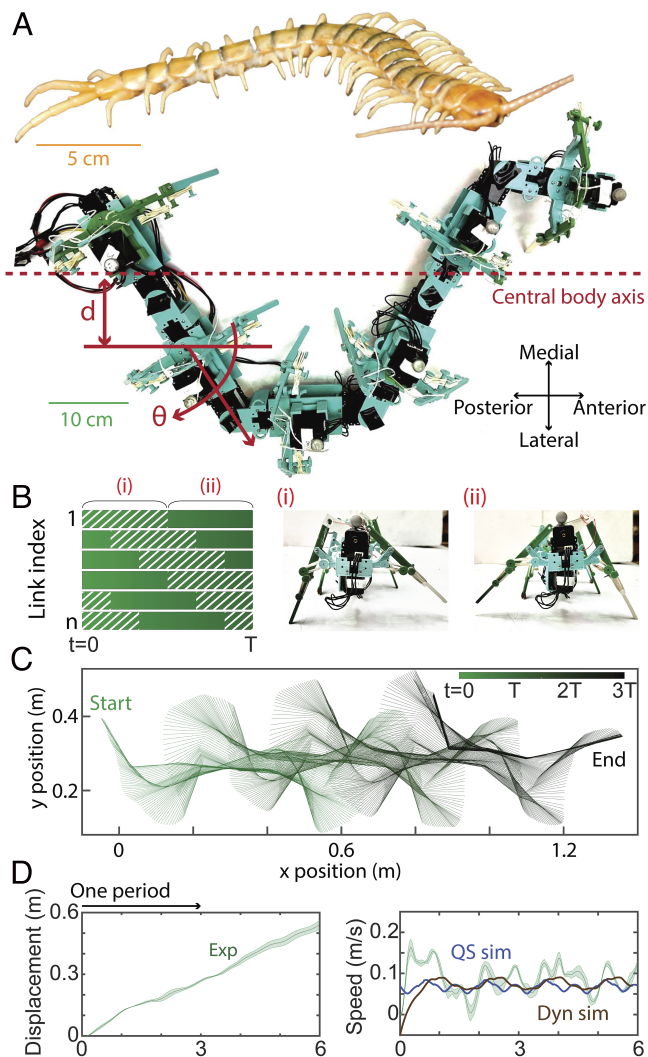 A
5 cm
d
Central body axis
θ
10 cm
Medial
Posterior Anterior
Lateral
B
(i) (ii)
Link index
1
n
t=0 T
(i)
(ii)
C
y position (m)
0.4
0.2
Start
t=0 T 2T 3T
End
0 0.6 1.2
x position (m)
D
One period
Displacement (m)
0.6
0.3
0
Exp
0 3 6
Speed (m/s)
0.2
0.1
0
QS sim
Dyn sim
0 3 6